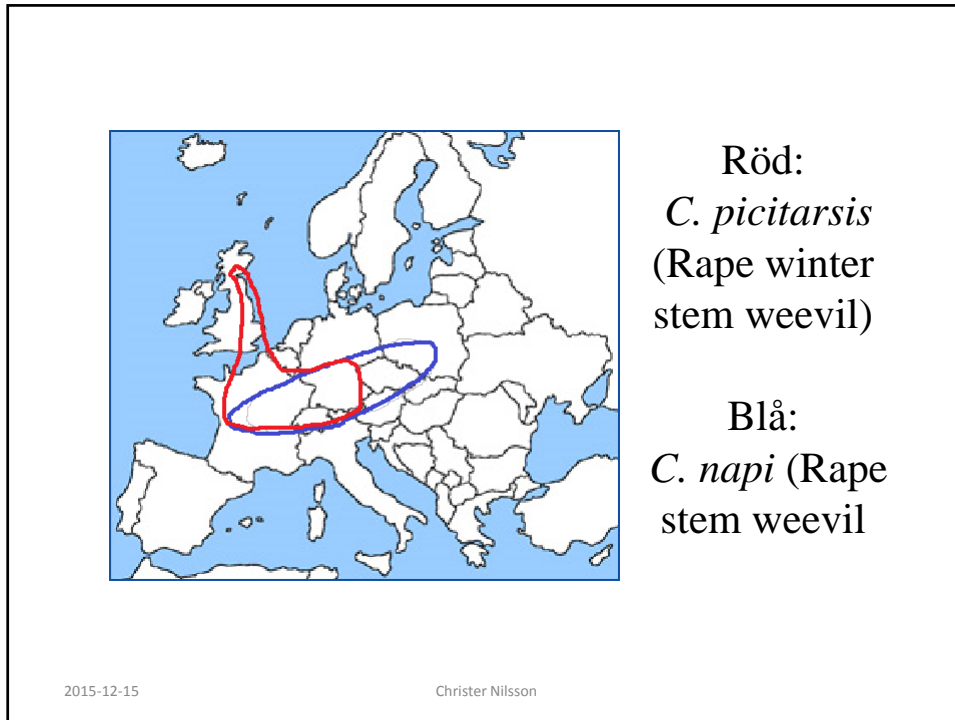 Röd:
C. picitarsis
(Rape winter
stem weevil)
Blå:
C. napi (Rape
stem weevil
2015-12-15
Christer Nilsson